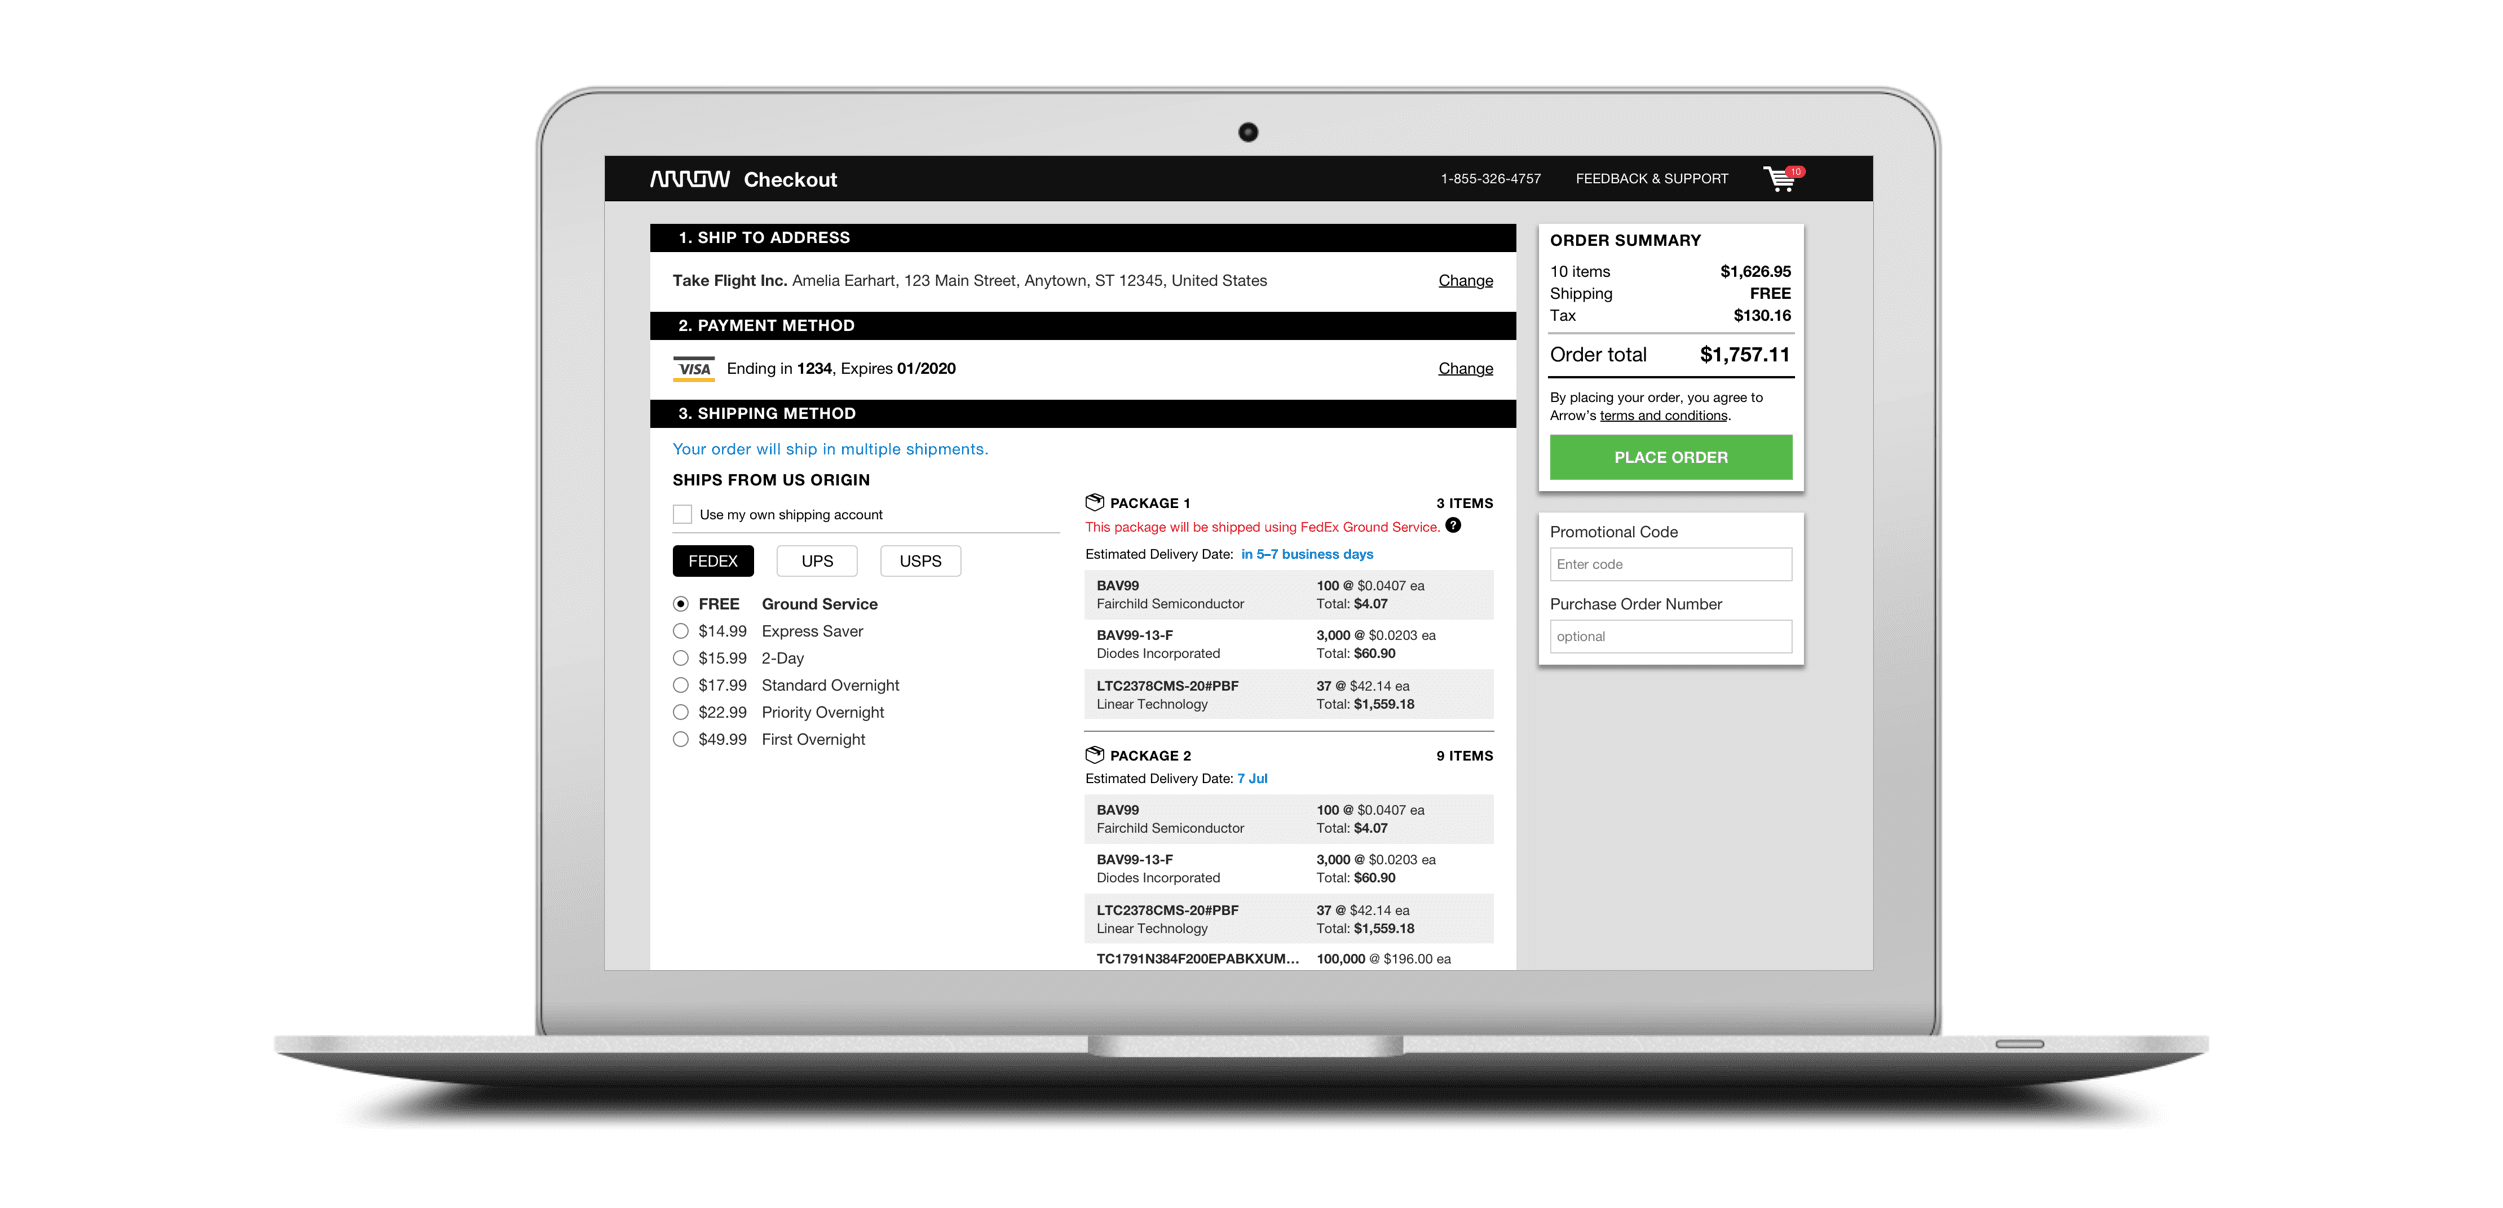 ARROW Checkout
1-855-326-4757
FEEDBACK & SUPPORT
10
1. SHIP TO ADDRESS
Take Flight Inc. Amelia Earhart, 123 Main Street, Anytown, ST 12345, United States
Change
2. PAYMENT METHOD
VISA Ending in 1234, Expires 01/2020
Change
3. SHIPPING METHOD
Your order will ship in multiple shipments.
SHIPS FROM US ORIGIN
Use my own shipping account
FEDEX
UPS
USPS
FREE Ground Service
$14.99 Express Saver
$15.99 2-Day
$17.99 Standard Overnight
$22.99 Priority Overnight
$49.99 First Overnight
PACKAGE 1
3 ITEMS
This package will be shipped using FedEx Ground Service. ?
Estimated Delivery Date: in 5–7 business days
BAV99 100 @ $0.0407 ea
Fairchild Semiconductor Total: $4.07
BAV99-13-F 3,000 @ $0.0203 ea
Diodes Incorporated Total: $60.90
LTC2378CMS-20#PBF 37 @ $42.14 ea
Linear Technology Total: $1,559.18
PACKAGE 2
9 ITEMS
Estimated Delivery Date: 7 Jul
BAV99 100 @ $0.0407 ea
Fairchild Semiconductor Total: $4.07
BAV99-13-F 3,000 @ $0.0203 ea
Diodes Incorporated Total: $60.90
LTC2378CMS-20#PBF 37 @ $42.14 ea
Linear Technology Total: $1,559.18
TC1791N384F200EPABKXUM... 100,000 @ $196.00 ea
ORDER SUMMARY
10 items $1,626.95
Shipping FREE
Tax $130.16
Order total $1,757.11
By placing your order, you agree to
Arrow's terms and conditions.
PLACE ORDER
Promotional Code
Enter code
Purchase Order Number
optional